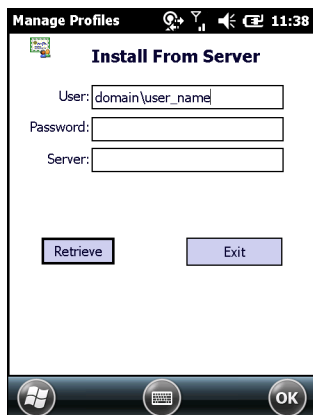 Manage Profiles 11:38
Install From Server
User: domain\user_name
Password:
Server:
Retrieve Exit
OK